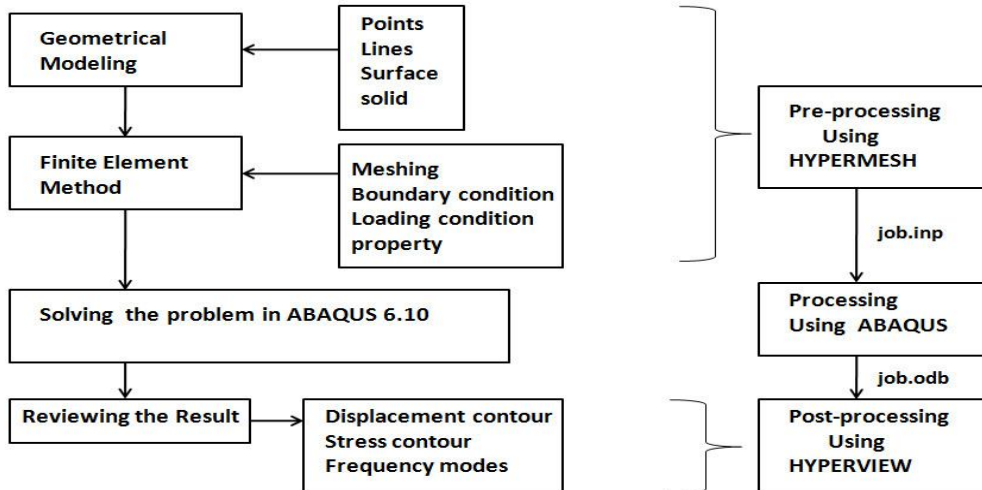 Geometrical
Modeling
Points
Lines
Surface
solid
Finite Element
Method
Meshing
Boundary condition
Loading condition
property
Solving the problem in ABAQUS 6.10
Reviewing the Result
Displacement contour
Stress contour
Frequency modes
Pre-processing
Using
HYPERMESH
job.inp
Processing
Using ABAQUS
job.odb
Post-processing
Using
HYPERVIEW